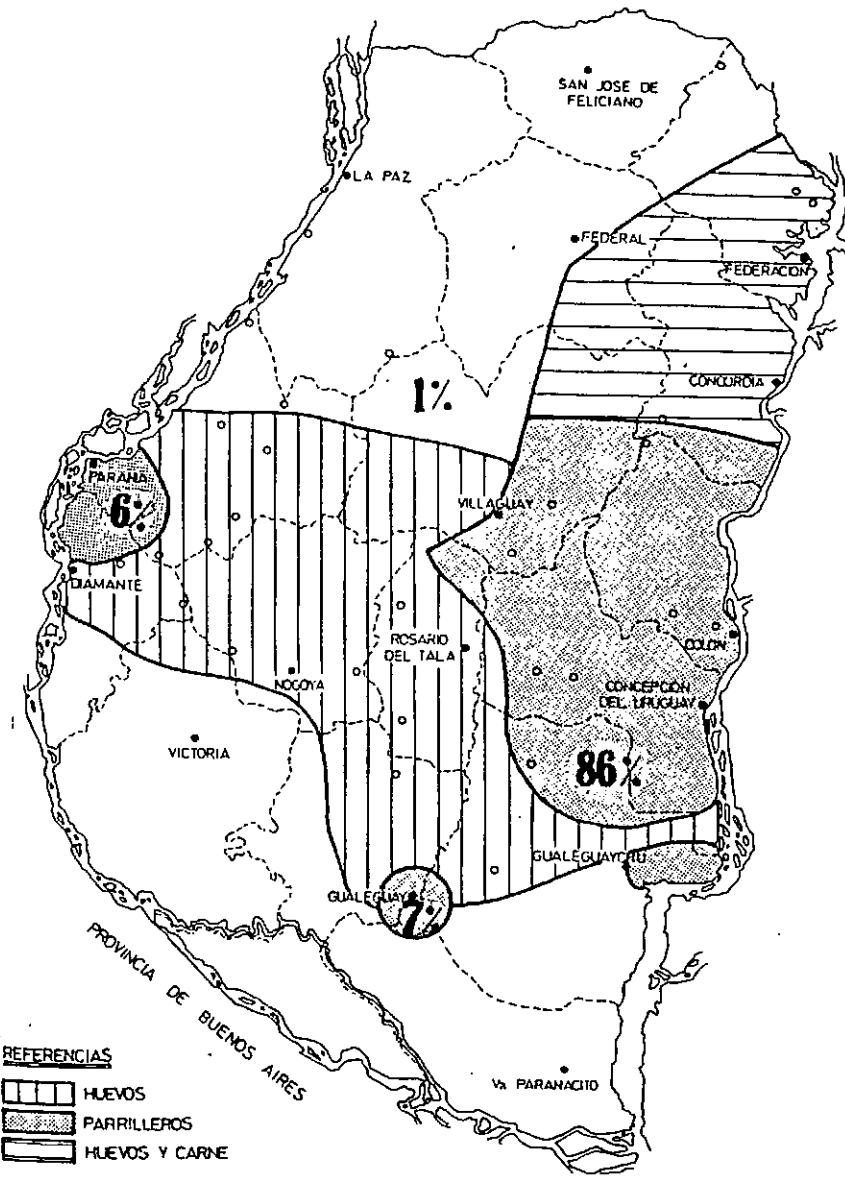 SAN JOSE DE
FELICIANO
LA PAZ
FEDERAL
FEDERACION
CONCORDIA
1%
PARANA
6%
VILLAGUAY
DIAMANTE
ROSARIO
DEL TALA
COLON
NOGOYA
CONCEPCION
DEL URUGUAY
VICTORIA
86%
GUALEGUAYCHU
GUALEGUAY
7%
PROVINCIA DE BUENOS AIRES
Va PARANACITO
REFERENCIAS
HUEVOS
PARRILLEROS
HUEVOS Y CARNE